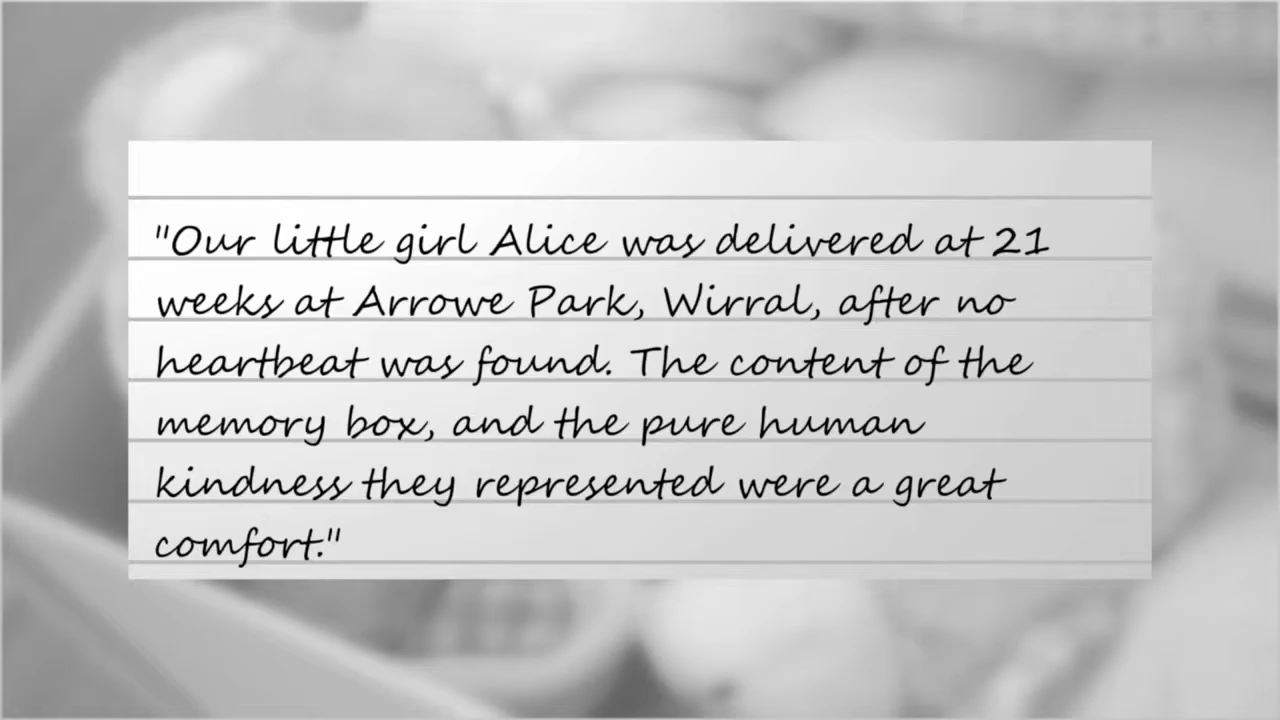 "Our little girl Alice was delivered at 21
weeks at Arrowe Park, Wirral, after no
heartbeat was found. The content of the
memory box, and the pure human
kindness they represented were a great
comfort."